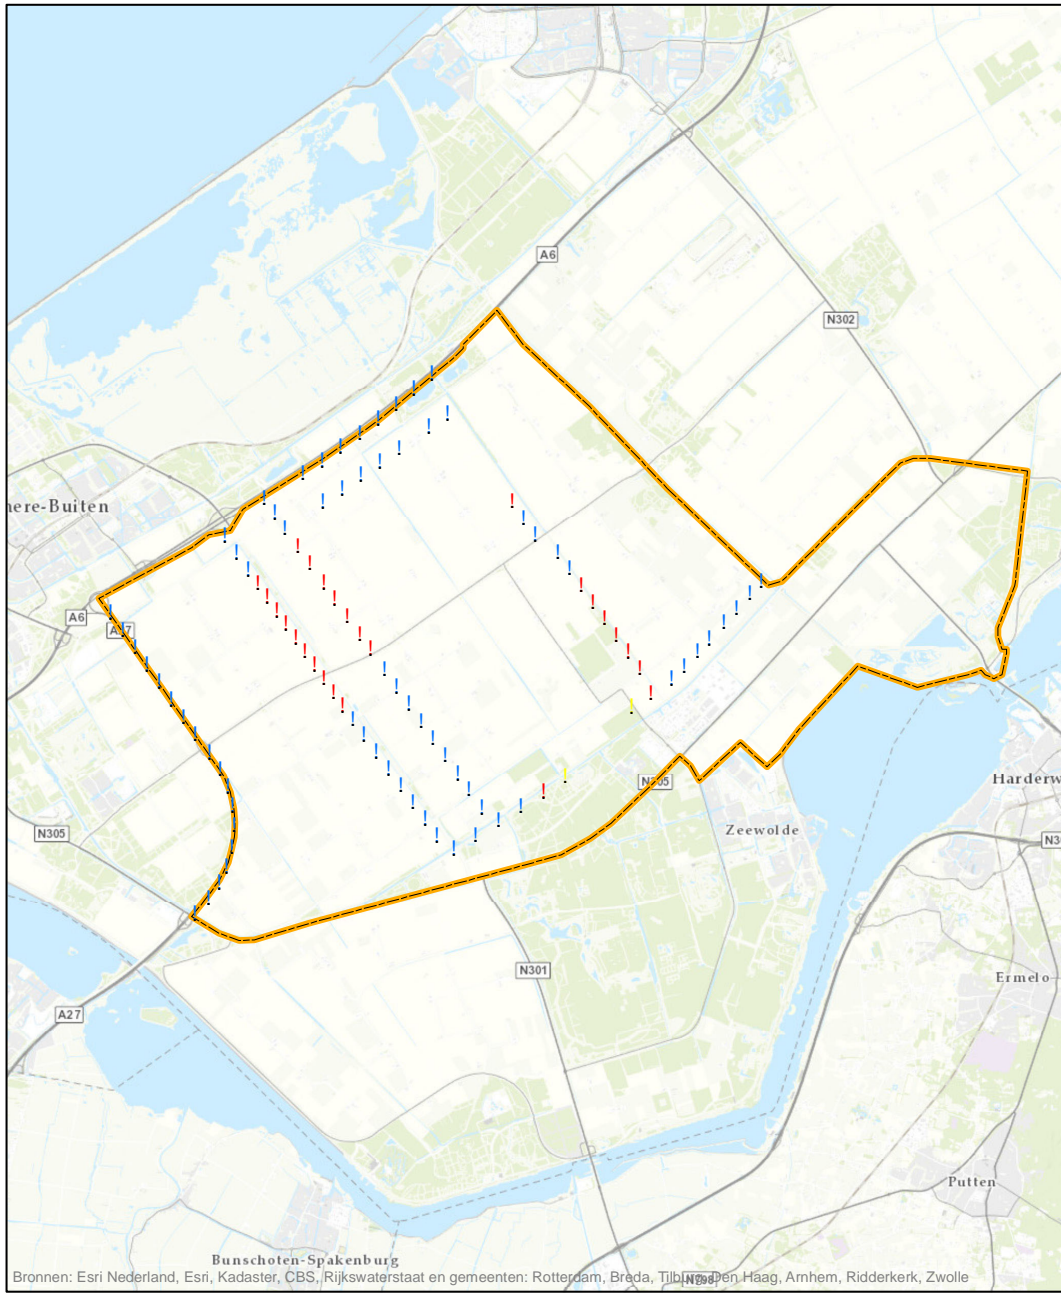 A6
N302
nere-Buiten
A6
A27
Harderw
N305
Zeewolde
N305
N301
Ermelo
A27
Putten
Bunschoten-Spakenburg
Bronnen: Esri Nederland, Esri, Kadaster, CBS, Rijkswaterstaat en gemeenten: Rotterdam, Breda, Tilburg, Den Haag, Arnhem, Ridderkerk, Zwolle
N798